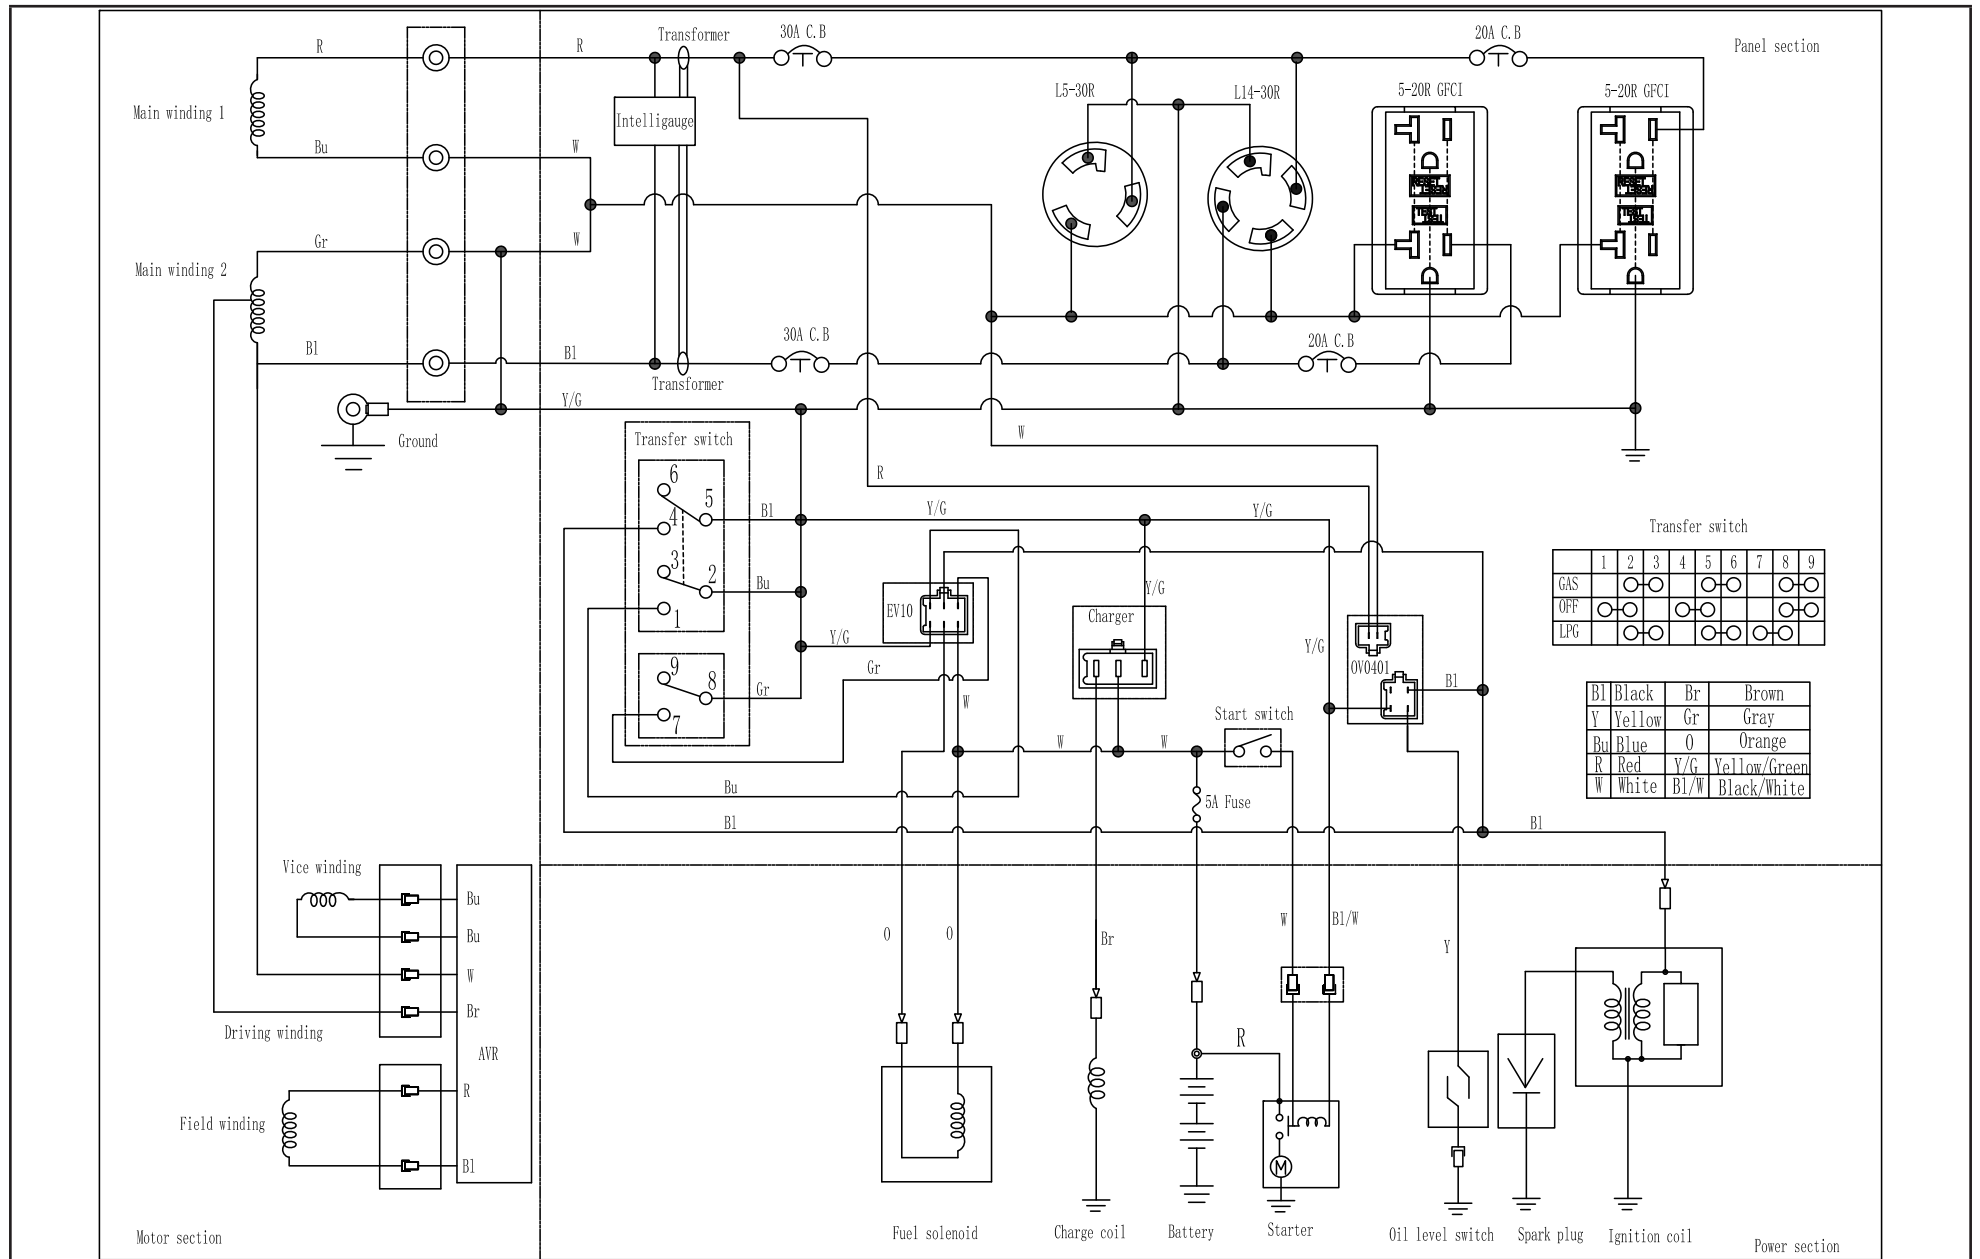 Transformer
30A C.B
20A C.B
Panel section
R
R
Main winding 1
Intelligauge
L5-30R
L14-30R
5-20R GFCI
5-20R GFCI
Bu
W
RESET
RESET
TEST
TEST
Gr
W
Main winding 2
Bl
Bl
30A C.B
20A C.B
Transformer
Y/G
Ground
Transfer switch
W
R
6
5
4
3
2
1
9
8
7
Bl
Bu
Gr
Y/G
Y/G
Y/G
Y/G
Y/G
EV10
Charger
OV0401
Gr
W
Bl
Start switch
W
W
5A Fuse
Bu
Bl
Bl
Transfer switch
1 2 3 4 5 6 7 8 9
GAS
OFF
LPG
Bl Black Br Brown
Y Yellow Gr Gray
Bu Blue O Orange
R Red Y/G Yellow/Green
W White Bl/W Black/White
Vice winding
Bu
Bu
W
Br
Driving winding
AVR
R
Field winding
Bl
O
O
Br
W
Bl/W
Y
R
M
Motor section
Fuel solenoid
Charge coil
Battery
Starter
Oil level switch
Spark plug
Ignition coil
Power section